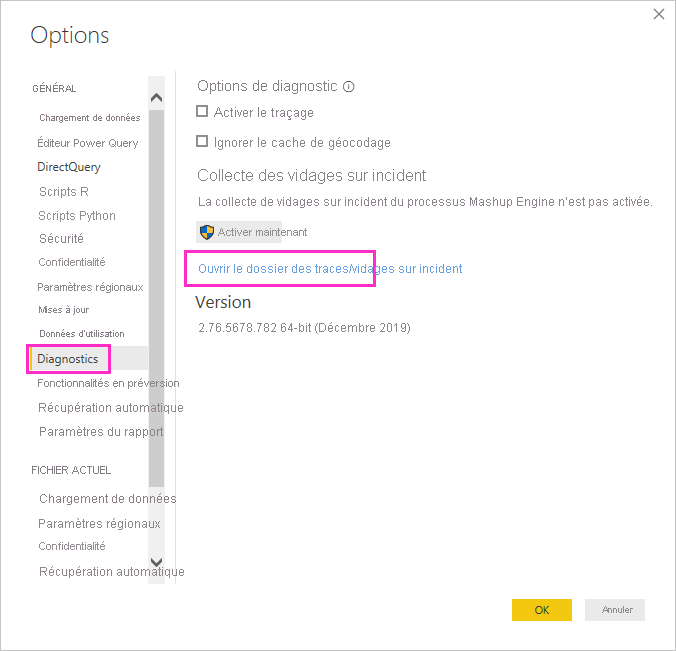 Options
GÉNÉRAL
Chargement de données
Éditeur Power Query
DirectQuery
Scripts R
Scripts Python
Sécurité
Confidentialité
Paramètres régionaux
Mises à jour
Données d'utilisation
Diagnostics
Fonctionnalités en préversion
Récupération automatique
Paramètres du rapport
FICHIER ACTUEL
Chargement de données
Paramètres régionaux
Confidentialité
Récupération automatique
Options de diagnostic
Activer le traçage
Ignorer le cache de géocodage
Collecte des vidages sur incident
La collecte de vidages sur incident du processus Mashup Engine n'est pas activée.
Activer maintenant
Ouvrir le dossier des traces/vidages sur incident
Version
2.76.5678.782 64-bit (Décembre 2019)
OK
Annuler